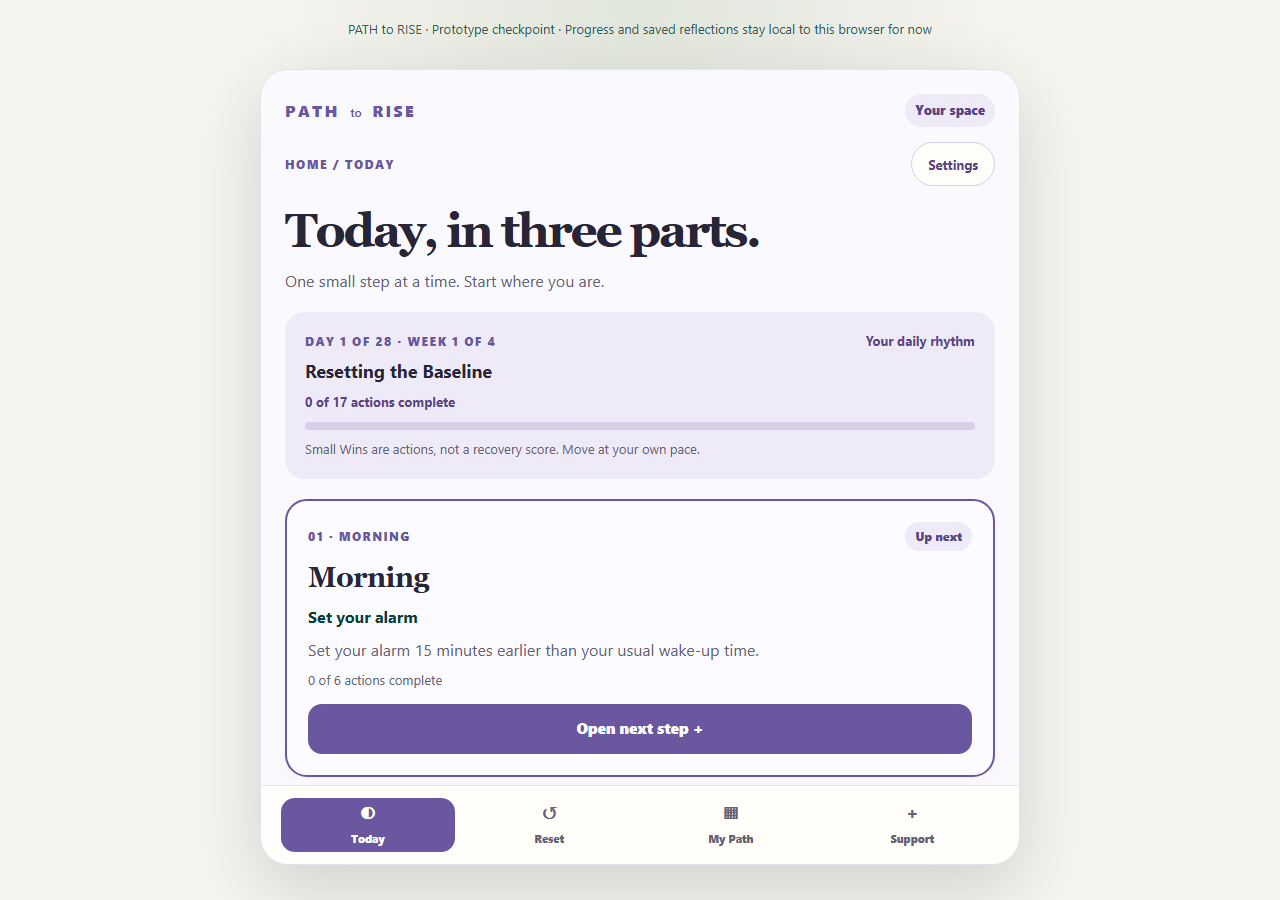 PATH to RISE · Prototype checkpoint · Progress and saved reflections stay local to this browser for now
PATH to RISE
Your space
HOME / TODAY
Settings
Today, in three parts.
One small step at a time. Start where you are.
DAY 1 OF 28 · WEEK 1 OF 4
Your daily rhythm
Resetting the Baseline
0 of 17 actions complete
Small Wins are actions, not a recovery score. Move at your own pace.
01 · MORNING
Up next
Morning
Set your alarm
Set your alarm 15 minutes earlier than your usual wake-up time.
0 of 6 actions complete
Open next step +
Today
Reset
My Path
Support